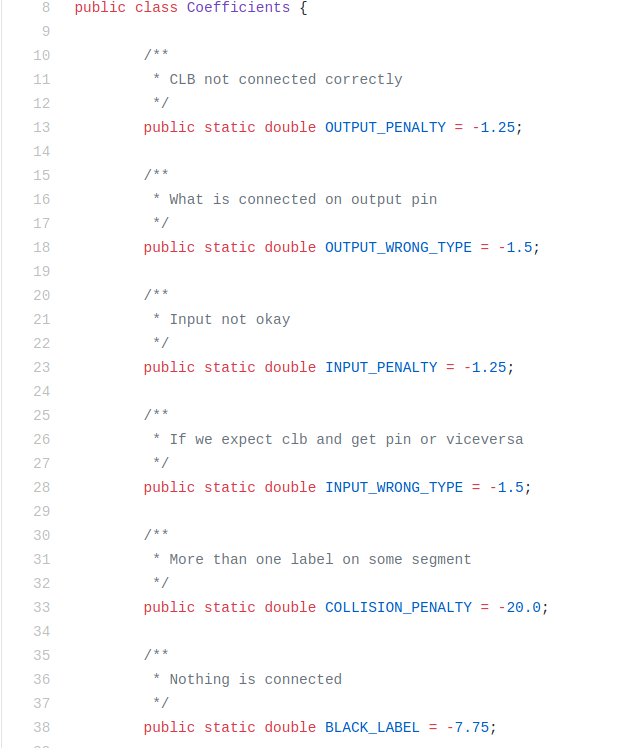 8 public class Coefficients {
9
10 /**
11 * CLB not connected correctly
12 */
13 public static double OUTPUT_PENALTY = -1.25;
14
15 /**
16 * What is connected on output pin
17 */
18 public static double OUTPUT_WRONG_TYPE = -1.5;
19
20 /**
21 * Input not okay
22 */
23 public static double INPUT_PENALTY = -1.25;
24
25 /**
26 * If we expect clb and get pin or viceversa
27 */
28 public static double INPUT_WRONG_TYPE = -1.5;
29
30 /**
31 * More than one label on some segment
32 */
33 public static double COLLISION_PENALTY = -20.0;
34
35 /**
36 * Nothing is connected
37 */
38 public static double BLACK_LABEL = -7.75;